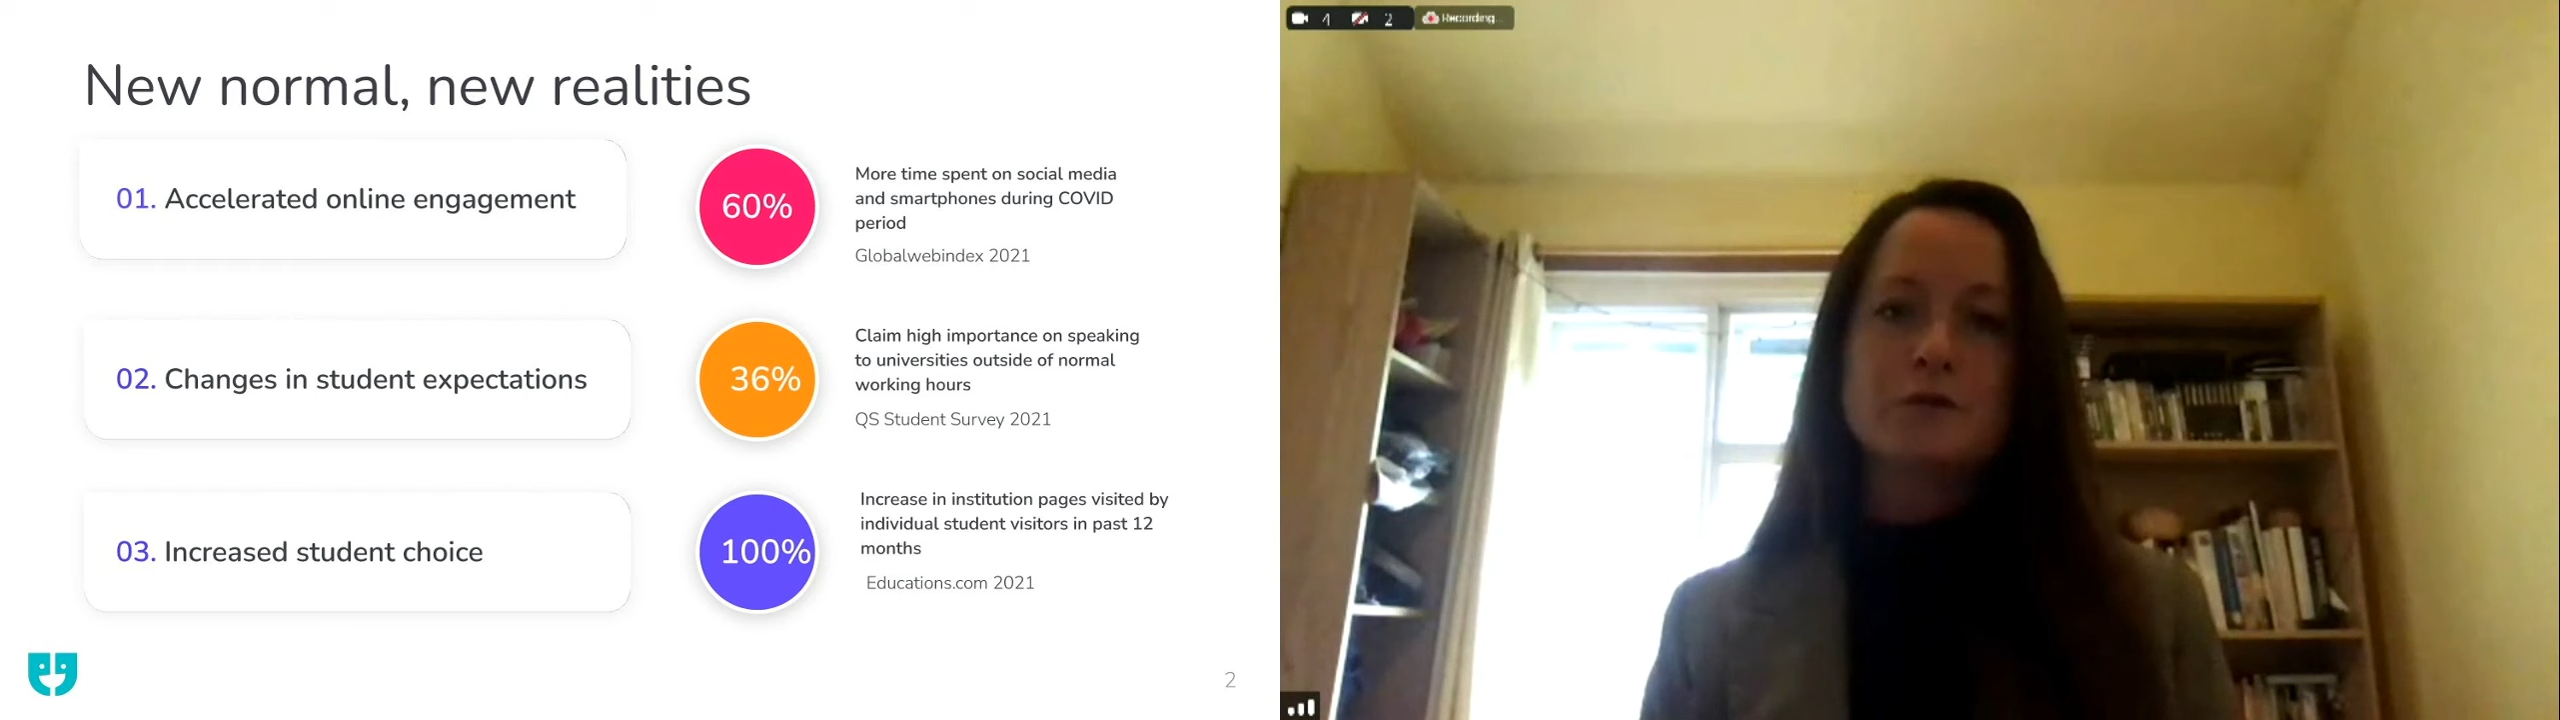 New normal, new realities
01. Accelerated online engagement
60%
More time spent on social media
and smartphones during COVID
period
Globalwebindex 2021
02. Changes in student expectations
36%
Claim high importance on speaking
to universities outside of normal
working hours
QS Student Survey 2021
03. Increased student choice
100%
Increase in institution pages visited by
individual student visitors in past 12
months
Educations.com 2021
2
4 2 Recording...